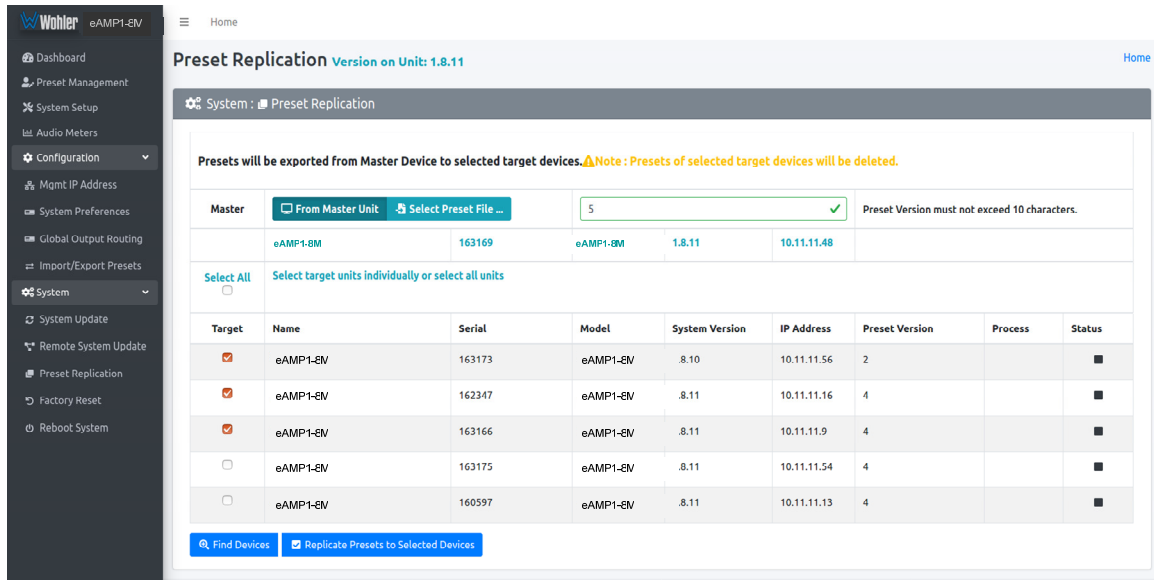 Wohler eAMP1-8M
Home
Dashboard
Preset Management
System Setup
Audio Meters
Configuration
Mgmt IP Address
System Preferences
Global Output Routing
Import/Export Presets
System
System Update
Remote System Update
Preset Replication
Factory Reset
Reboot System
Preset Replication Version on Unit: 1.8.11
Home
System : Preset Replication
Presets will be exported from Master Device to selected target devices. Note : Presets of selected target devices will be deleted.
Master From Master Unit Select Preset File ... 5 Preset Version must not exceed 10 characters.
eAMP1-8M 163169 eAMP1-8M 1.8.11 10.11.11.48
Select All Select target units individually or select all units
Target Name Serial Model System Version IP Address Preset Version Process Status
eAMP1-8M 163173 eAMP1-8M .8.10 10.11.11.56 2
eAMP1-8M 162347 eAMP1-8M .8.11 10.11.11.16 4
eAMP1-8M 163166 eAMP1-8M .8.11 10.11.11.9 4
eAMP1-8M 163175 eAMP1-8M .8.11 10.11.11.54 4
eAMP1-8M 160597 eAMP1-8M .8.11 10.11.11.13 4
Find Devices Replicate Presets to Selected Devices